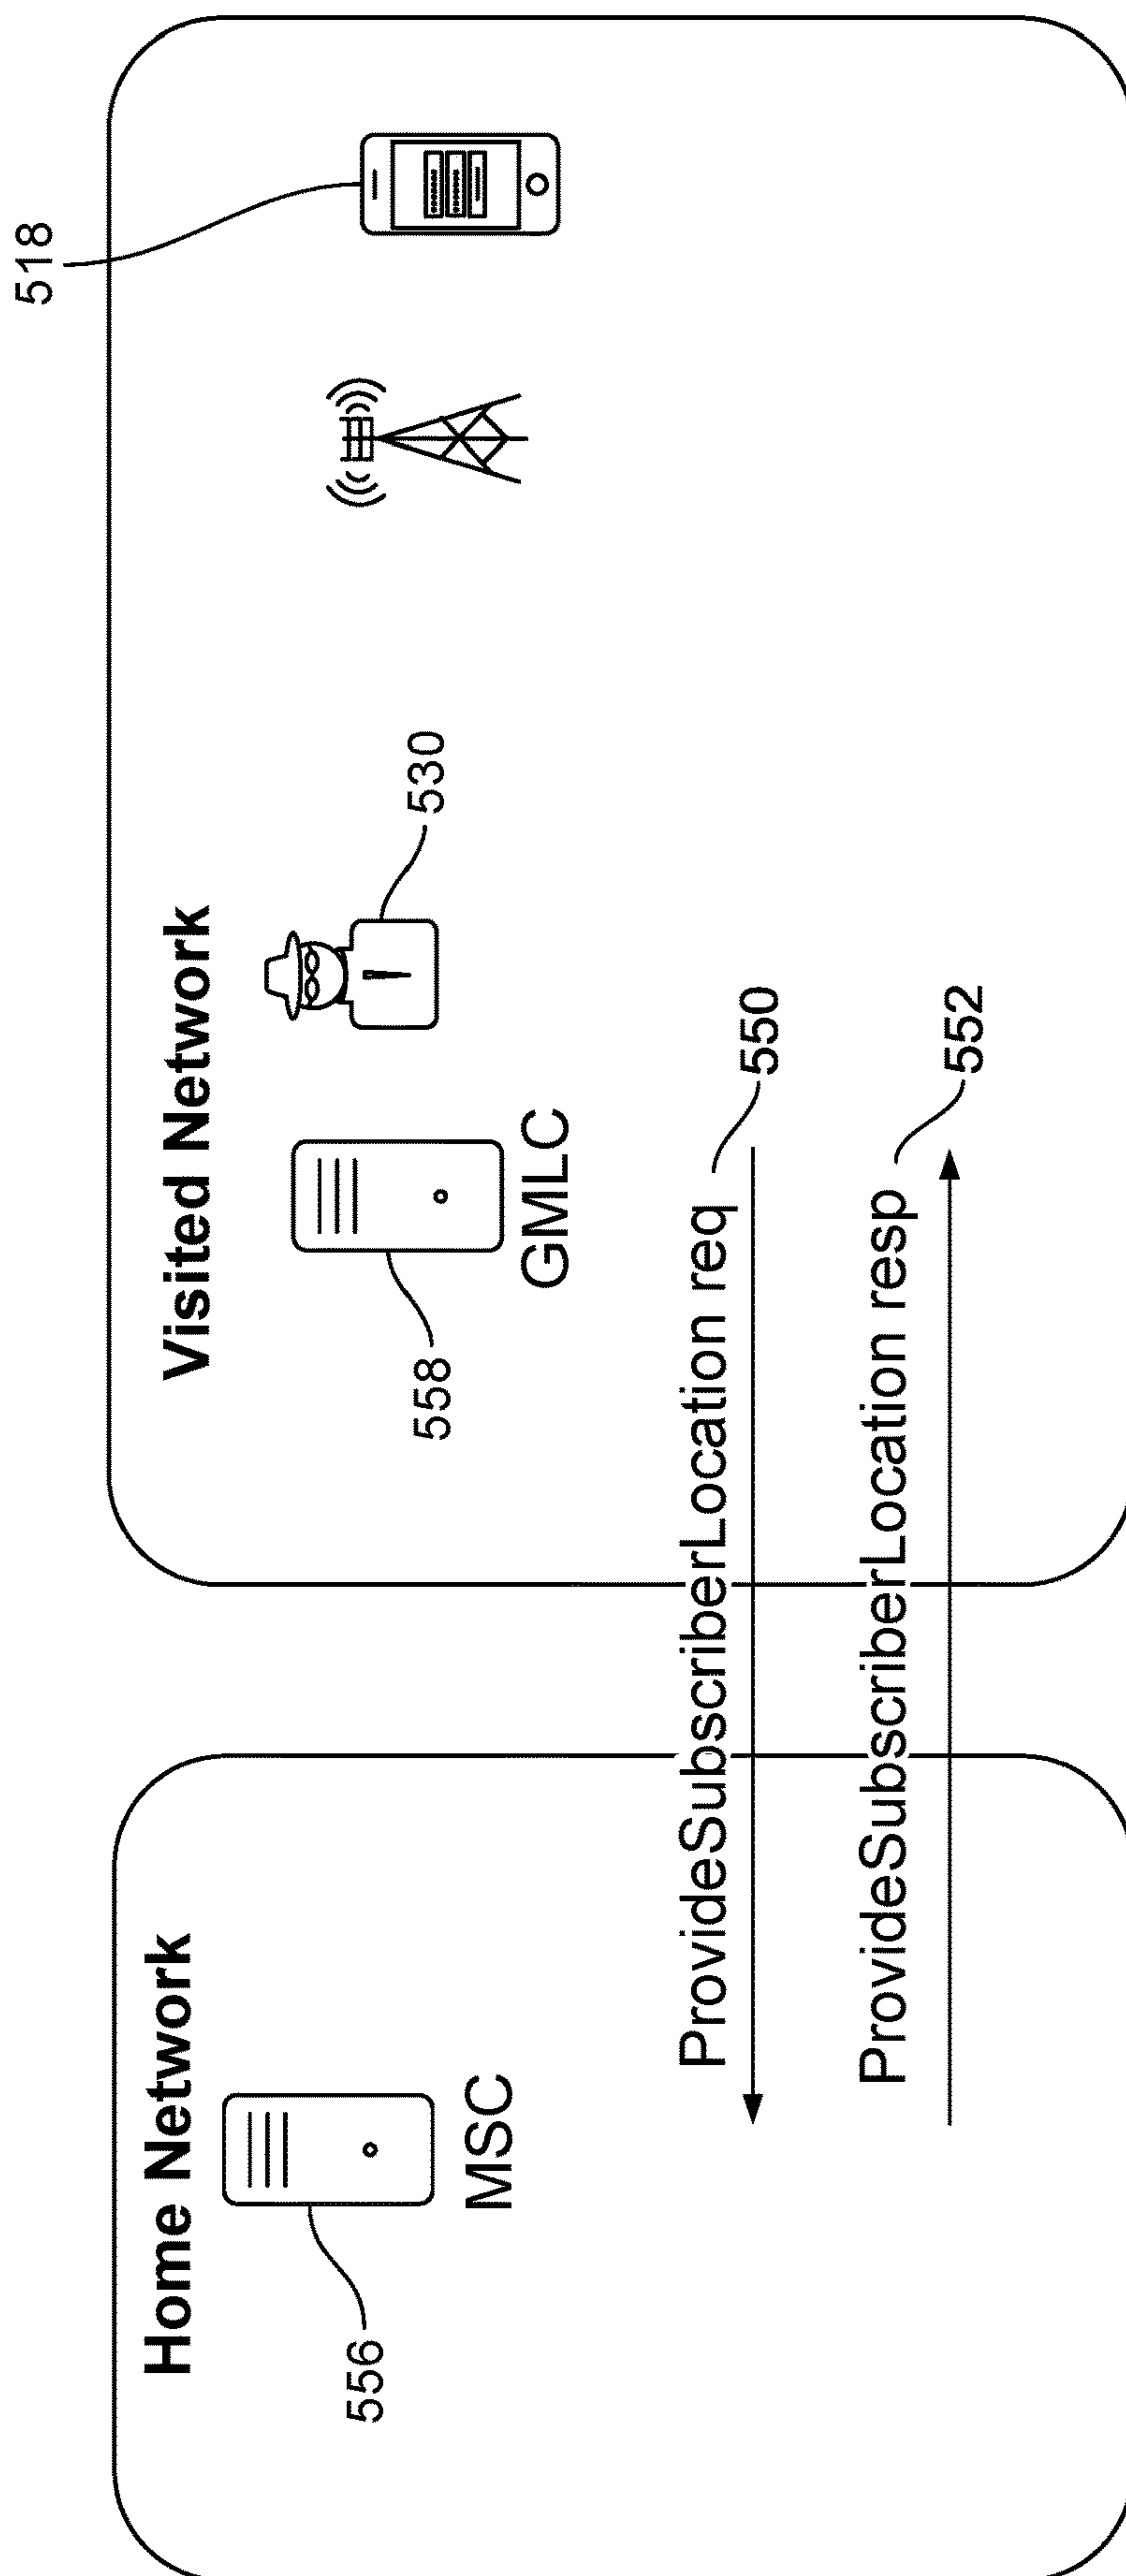 Home Network
Visited Network
518
530
556
MSC
558
GMLC
ProvideSubscriberLocation req
550
ProvideSubscriberLocation resp
552